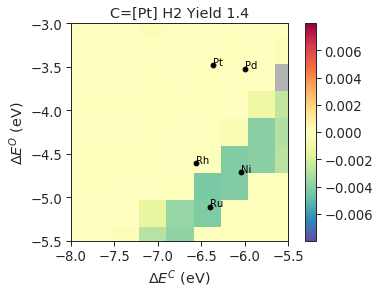 C=[Pt] H2 Yield 1.4
ΔE^O (eV)
−3.0
−3.5
−4.0
−4.5
−5.0
−5.5
Pt
Pd
Rh
Ni
Ru
−8.0 −7.5 −7.0 −6.5 −6.0 −5.5
ΔE^C (eV)
0.006
0.004
0.002
0.000
−0.002
−0.004
−0.006